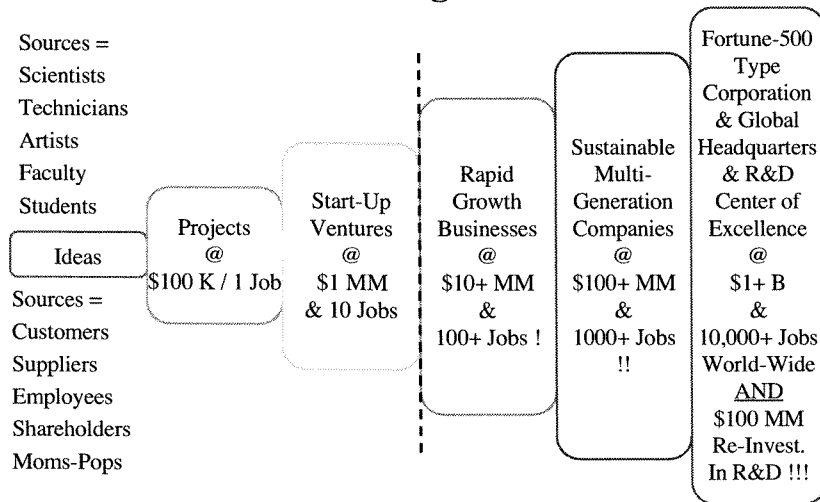 Sources =
Scientists
Technicians
Artists
Faculty
Students
Ideas
Sources =
Customers
Suppliers
Employees
Shareholders
Moms-Pops
Projects
@
$100 K / 1 Job
Start-Up
Ventures
@
$1 MM
& 10 Jobs
Rapid
Growth
Businesses
@
$10+ MM
&
100+ Jobs !
Sustainable
Multi-
Generation
Companies
@
$100+ MM
&
1000+ Jobs
!!
Fortune-500
Type
Corporation
& Global
Headquarters
& R&D
Center of
Excellence
@
$1+ B
&
10,000+ Jobs
World-Wide
AND
$100 MM
Re-Invest.
In R&D !!!